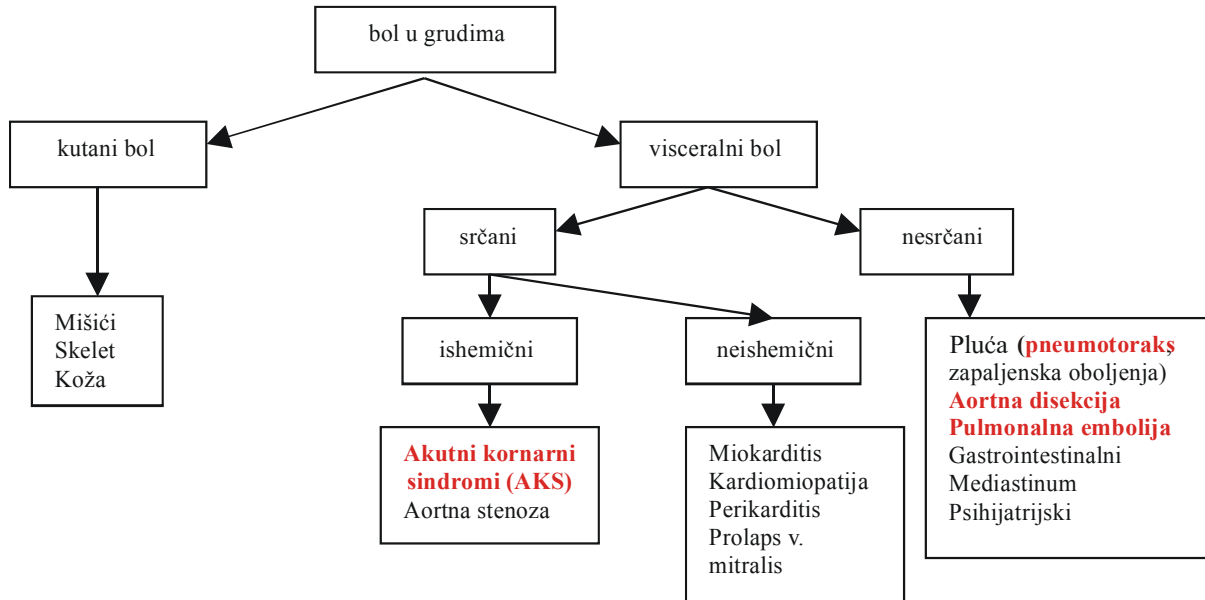 bol u grudima
kutani bol
visceralni bol
srčani
nesrčani
Mišići
Skelet
Koža
ishemični
neishemični
Pluća (pneumotoraks,
zapaljenska oboljenja)
Aortna disekcija
Pulmonalna embolija
Gastrointestinalni
Mediastinum
Psihijatrijski
Akutni kornarni
sindromi (AKS)
Aortna stenoza
Miokarditis
Kardiomiopatija
Perikarditis
Prolaps v.
mitralis